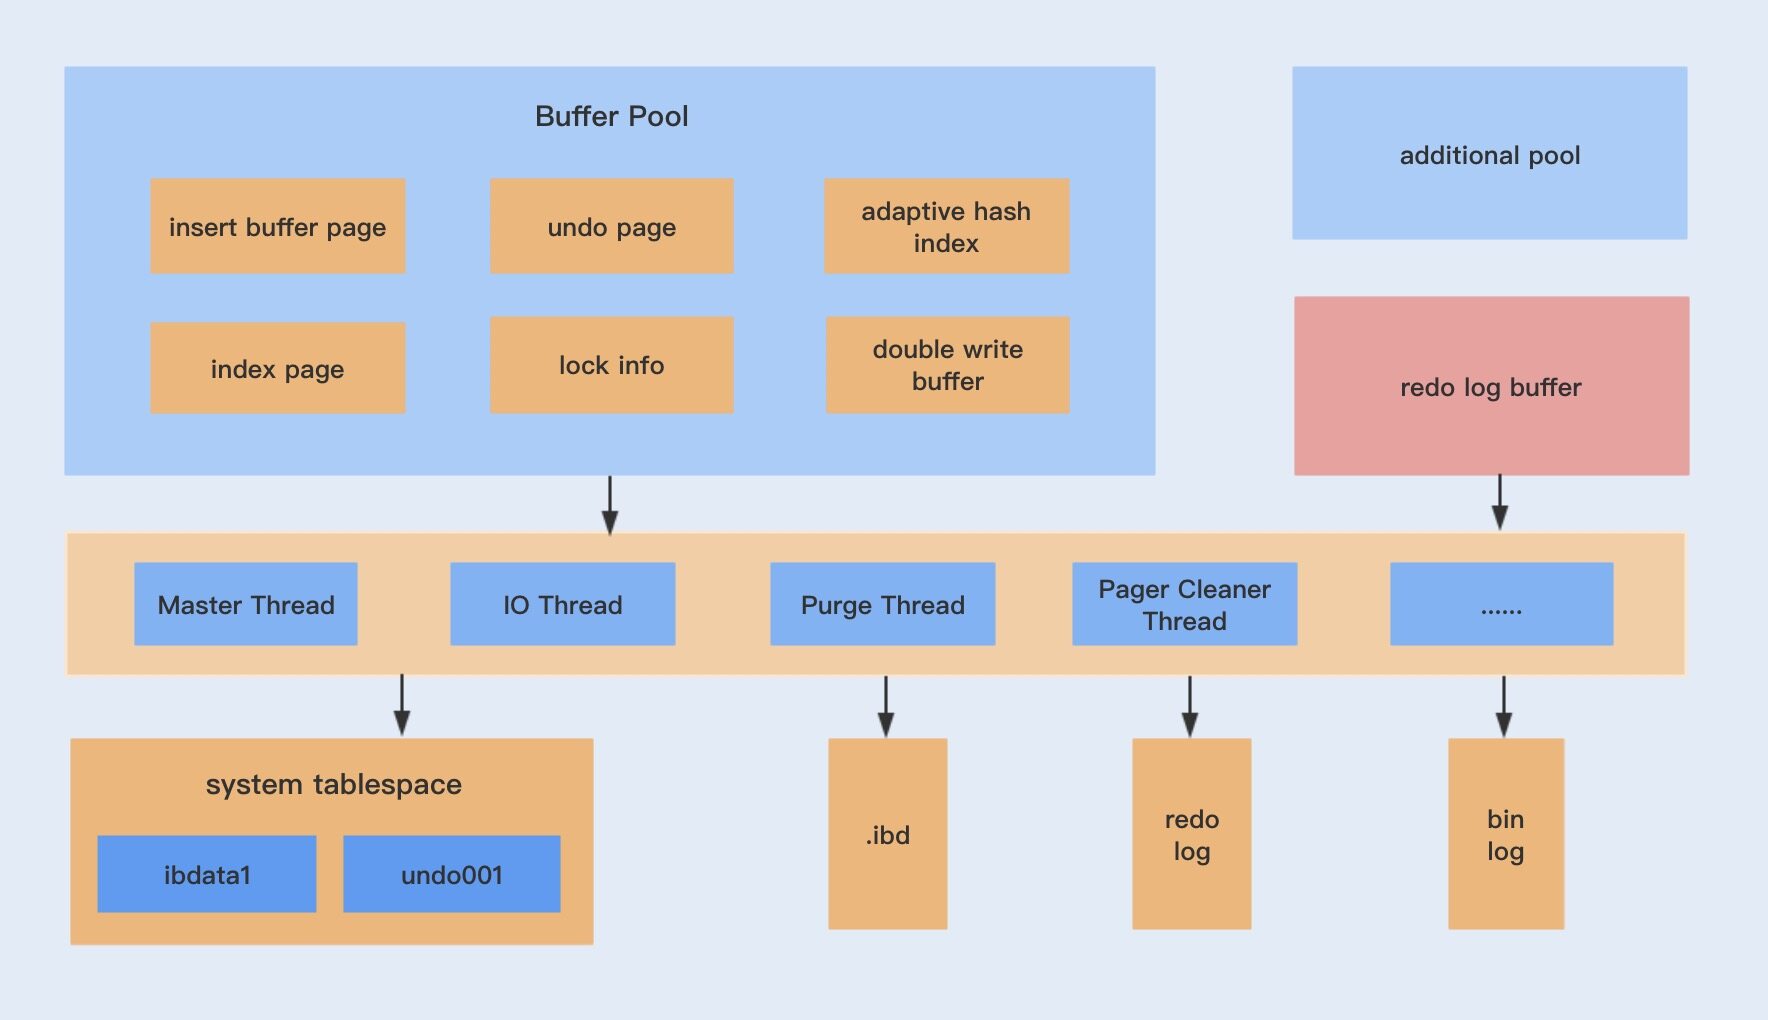 Buffer Pool
additional pool
insert buffer page
undo page
adaptive hash
index
index page
lock info
double write
buffer
redo log buffer
Master Thread
IO Thread
Purge Thread
Pager Cleaner
Thread
......
system tablespace
ibdata1
undo001
.ibd
redo
log
bin
log